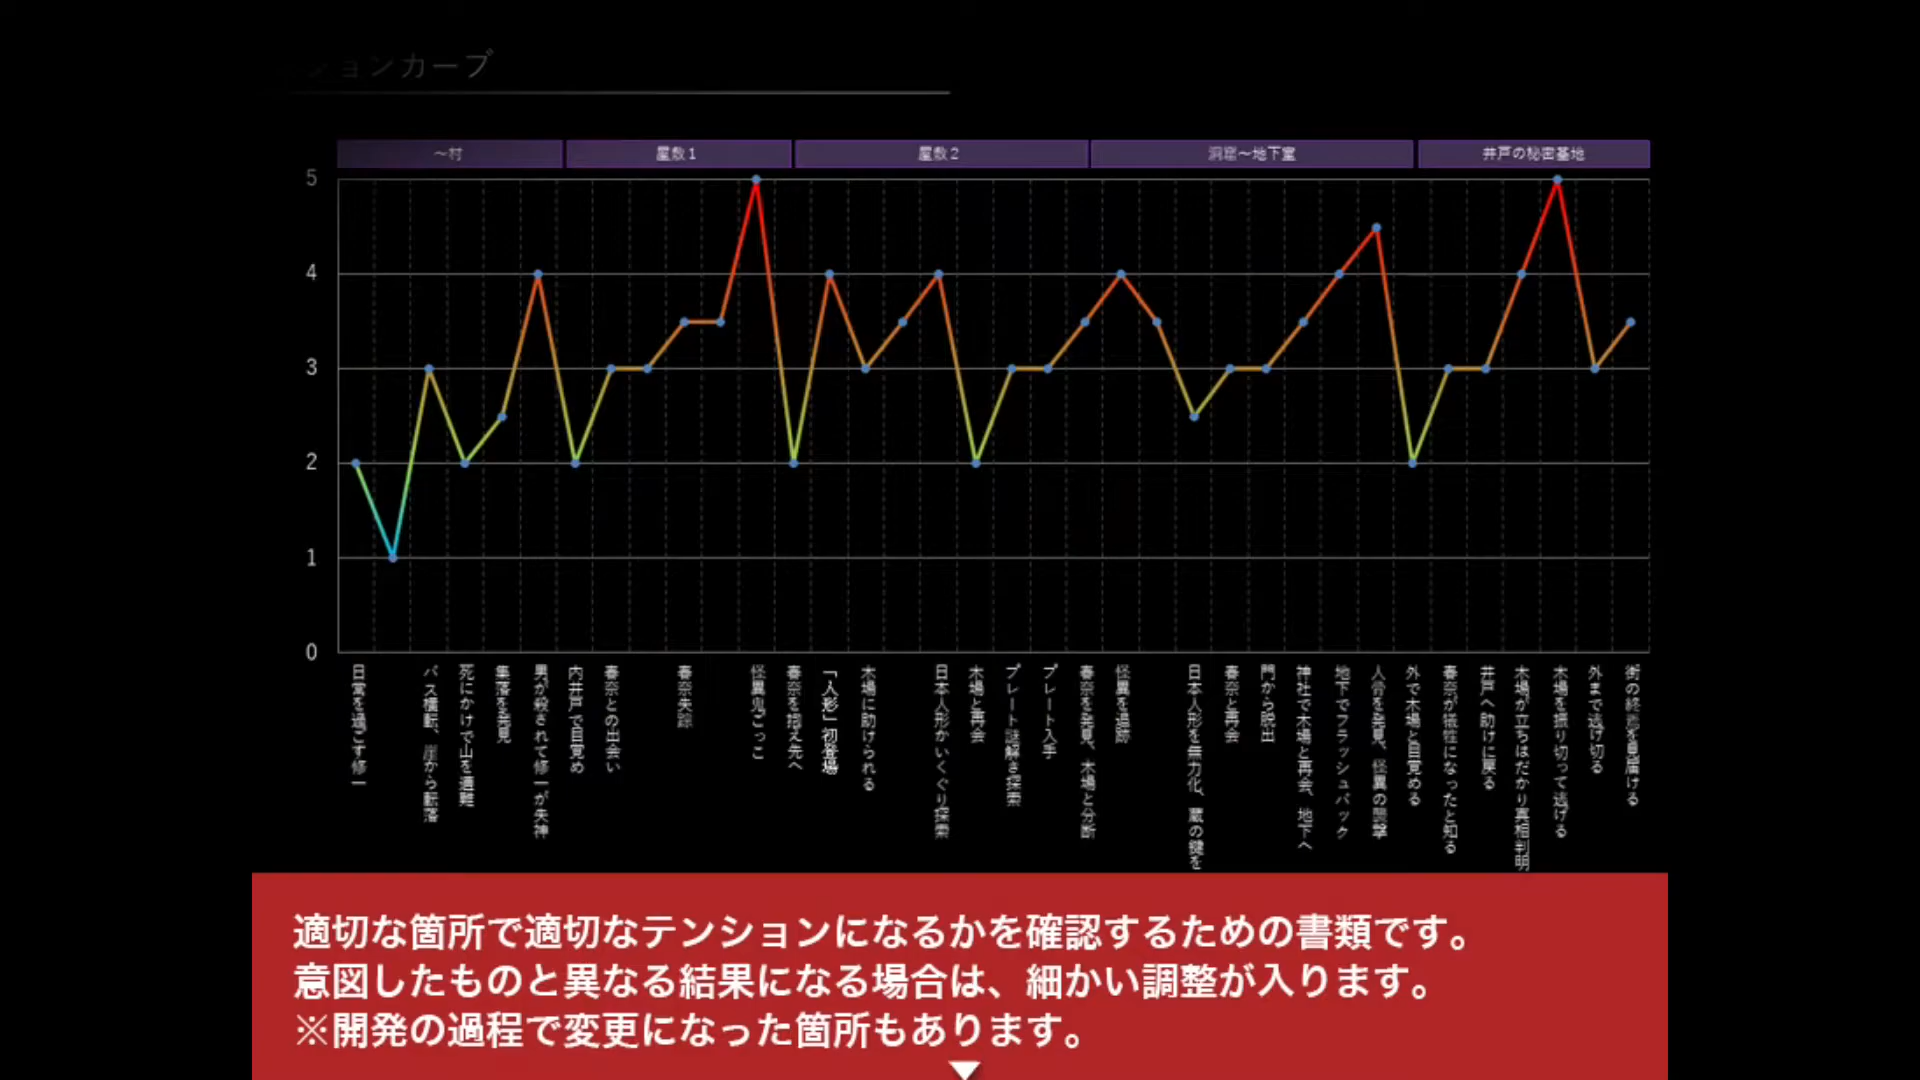 ションカーブ
～村
屋敷1
屋敷2
洞窟～地下室
井戸の秘密基地
5
4
3
2
1
0
日常を過ごす修一
バス横転、崖から転落
死にかけで山を遭難
集落を発見
男が殺されて修一が失神
内井戸で目覚め
春奈との出会い
春奈失踪
怪異鬼ごっこ
春奈を抱え先へ
「人形」初登場
木場に助けられる
日本人形かいくぐり探索
木場と再会
プレート謎解き探索
プレート入手
春奈を発見、木場と分断
怪異を追跡
日本人形を無力化、蔵の鍵を
春奈と再会
門から脱出
神社で木場と再会、地下へ
地下でフラッシュバック
人骨を発見、怪異の襲撃
外で木場と目覚める
春奈が犠牲になったと知る
井戸へ助けに戻る
木場が立ちはだかり真相判明
木場を振り切って逃げる
外まで逃げ切る
街の終焉を見届ける
適切な箇所で適切なテンションになるかを確認するための書類です。
意図したものと異なる結果になる場合は、細かい調整が入ります。
※開発の過程で変更になった箇所もあります。